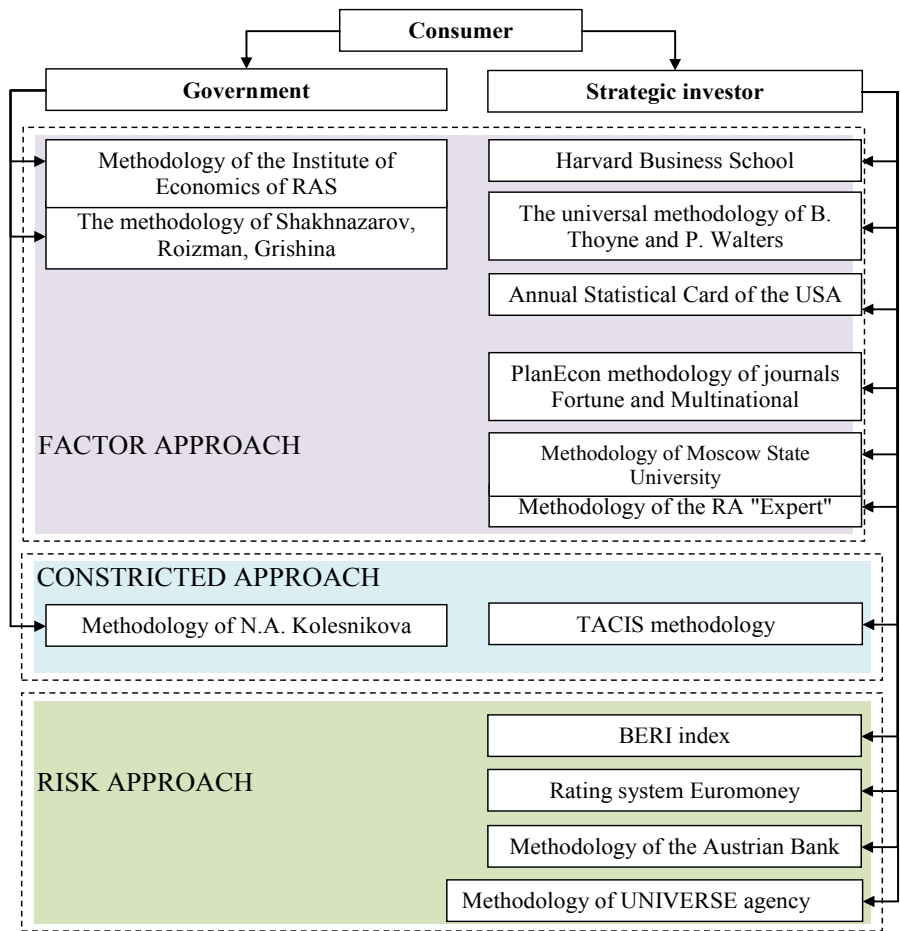 Consumer
Government
Strategic investor
Methodology of the Institute of
Economics of RAS
The methodology of Shakhnazarov,
Roizman, Grishina
Harvard Business School
The universal methodology of B.
Thoyne and P. Walters
Annual Statistical Card of the USA
PlanEcon methodology of journals
Fortune and Multinational
FACTOR APPROACH
Methodology of Moscow State
University
Methodology of the RA "Expert"
CONSTRICTED APPROACH
Methodology of N.A. Kolesnikova
TACIS methodology
BERI index
RISK APPROACH
Rating system Euromoney
Methodology of the Austrian Bank
Methodology of UNIVERSE agency